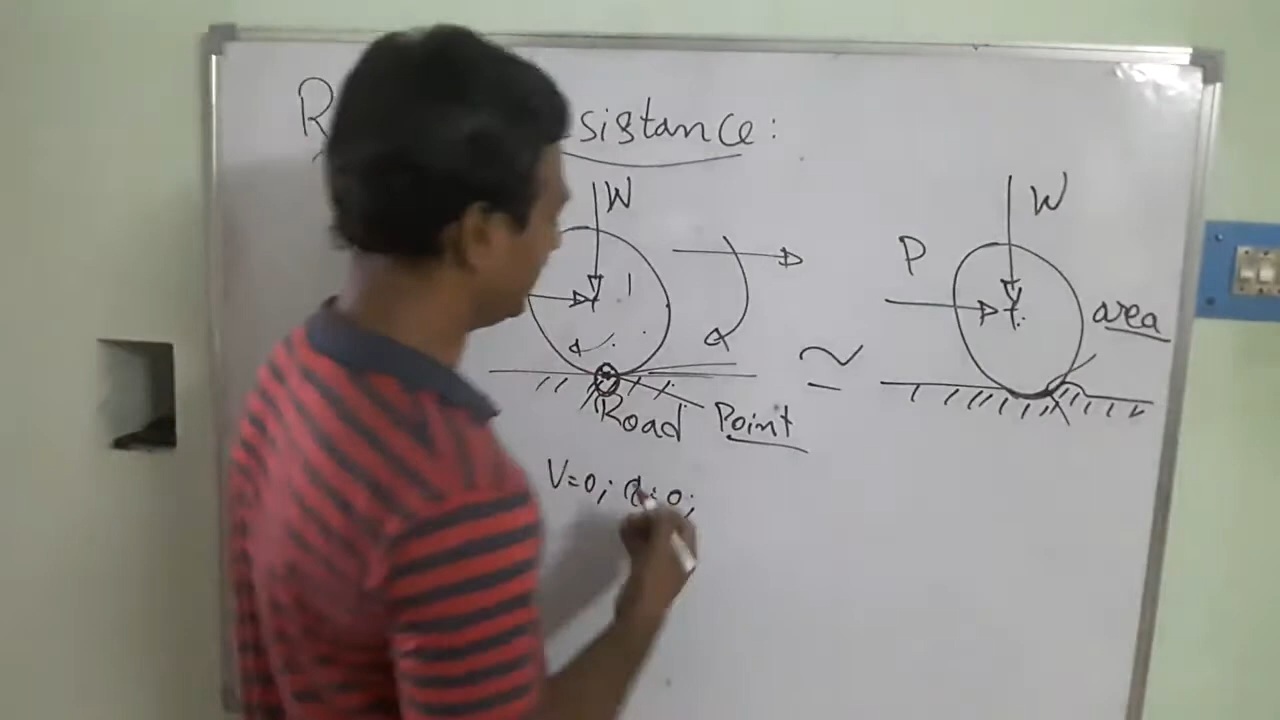 R sistance:
W
W
P
area
Road
Point
V=0; a=0;